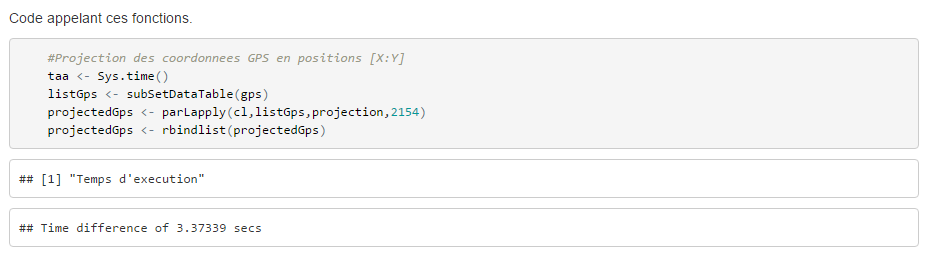 Code appelant ces fonctions.
#Projection des coordonnees GPS en positions [X:Y]
taa <- Sys.time()
listGps <- subSetDataTable(gps)
projectedGps <- parLapply(cl,listGps,projection,2154)
projectedGps <- rbindlist(projectedGps)
## [1] "Temps d'execution"
## Time difference of 3.37339 secs